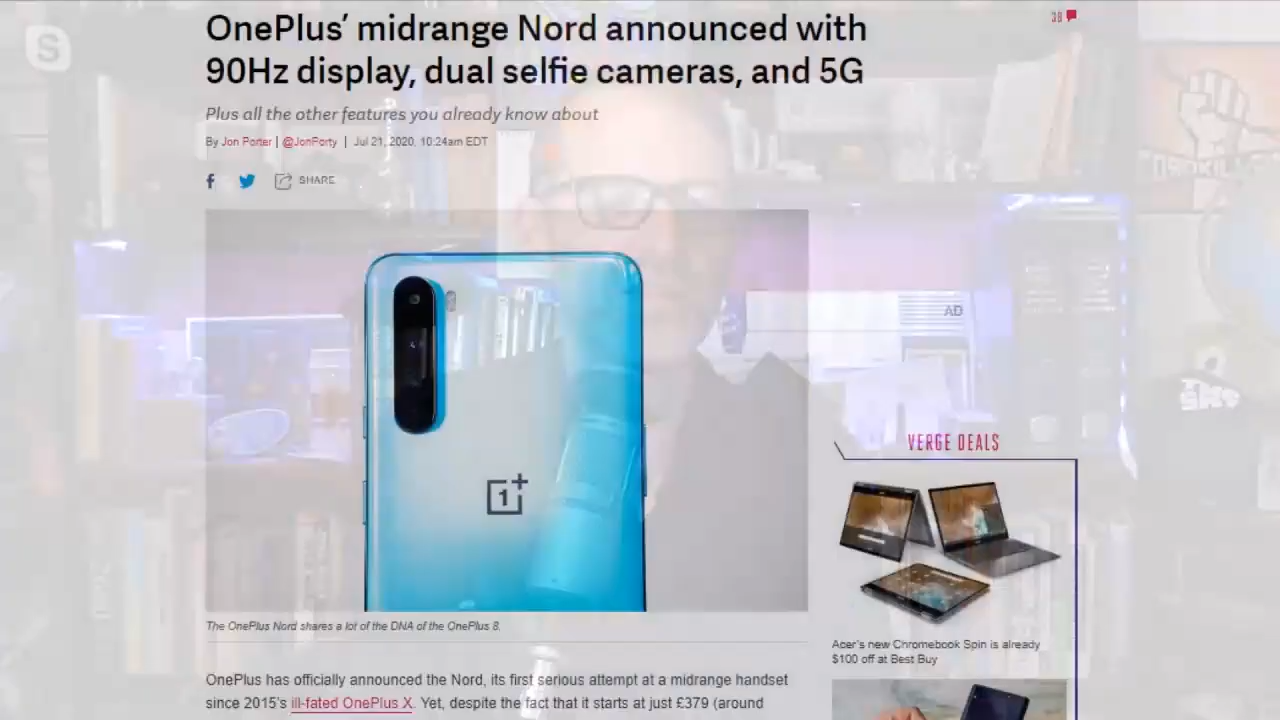 OnePlus’ midrange Nord announced with
38
90Hz display, dual selfie cameras, and 5G
Plus all the other features you already know about
By Jon Porter | @JonPorty | Jul 21, 2020, 10:24am EDT
SHARE
AD
VERGE DEALS
1+
The OnePlus Nord shares a lot of the DNA of the OnePlus 8.
Acer's new Chromebook Spin is already
$100 off at Best Buy
OnePlus has officially announced the Nord, its first serious attempt at a midrange handset
since 2015's ill-fated OnePlus X. Yet, despite the fact that it starts at just £379 (around